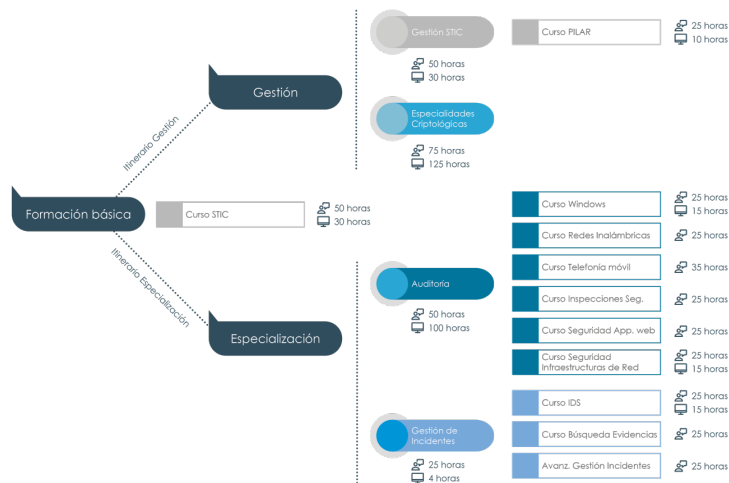 Gestión STIC
50 horas
30 horas
Curso PILAR
25 horas
10 horas
Gestión
Especialidades
Criptológicas
75 horas
125 horas
Itinerario Gestión
Formación básica
Curso STIC
50 horas
30 horas
Itinerario Especialización
Especialización
Auditoría
50 horas
100 horas
Curso Windows
25 horas
15 horas
Curso Redes Inalámbricas
25 horas
Curso Telefonía móvil
35 horas
Curso Inspecciones Seg.
25 horas
Curso Seguridad App. web
25 horas
Curso Seguridad
Infraestructuras de Red
25 horas
15 horas
Gestión de
Incidentes
25 horas
4 horas
Curso IDS
25 horas
15 horas
Curso Búsqueda Evidencias
25 horas
Avanz. Gestión Incidentes
25 horas